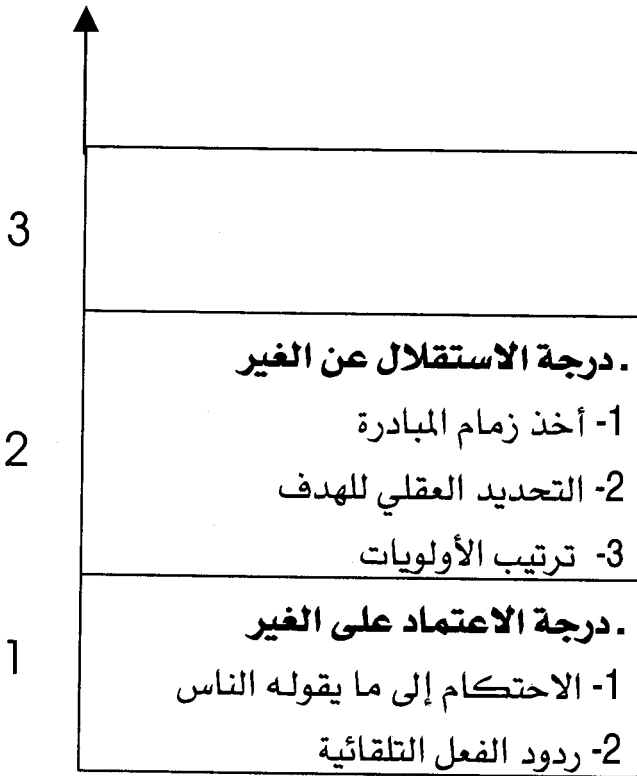 3
2
. درجة الاستقلال عن الغير
1- أخذ زمام المبادرة
2- التحديد العقلي للهدف
3- ترتيب الأولويات
1
. درجة الاعتماد على الغير
1- الاحتكام إلى ما يقوله الناس
2- ردود الفعل التلقائية